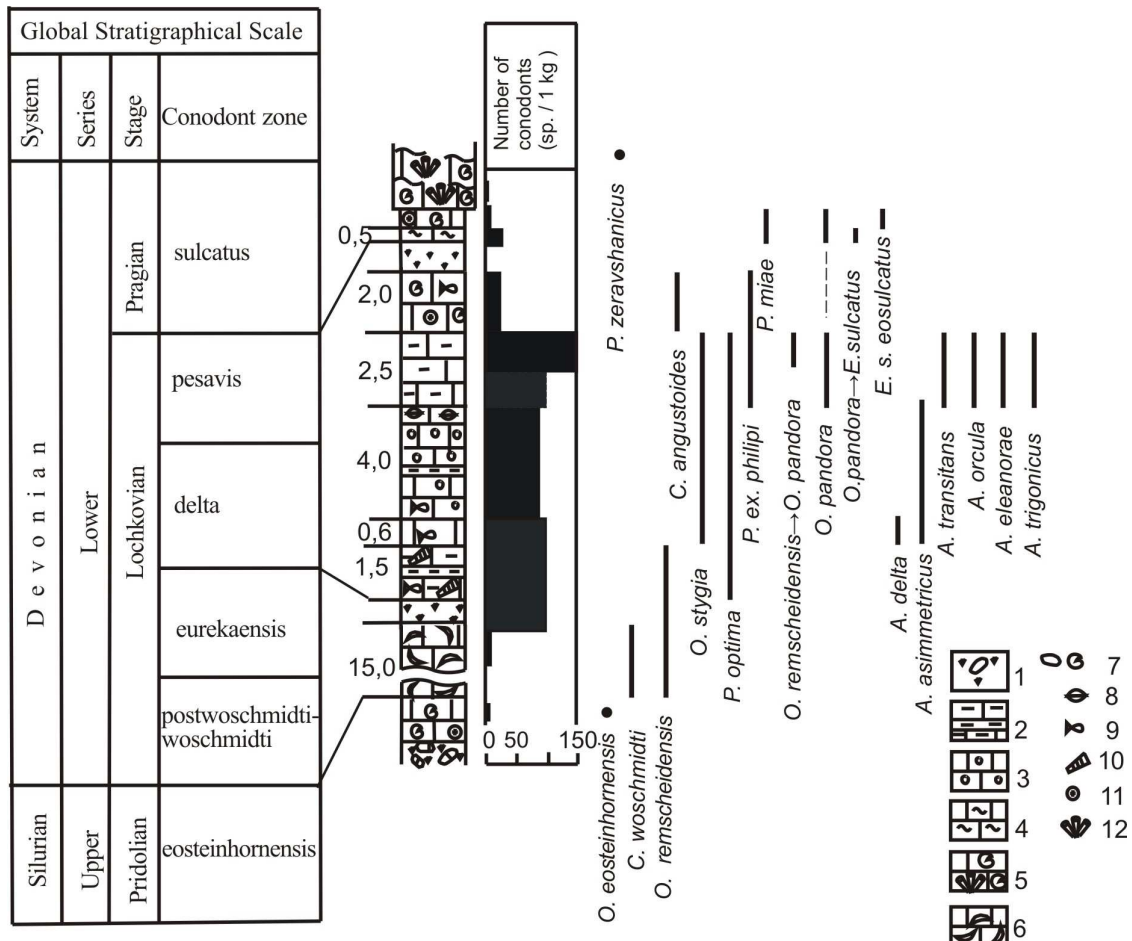 Global Stratigraphical Scale
System
Series
Stage
Conodont zone
Number of
conodonts
(sp. / 1 kg)
Devonian
Lower
Pragian
sulcatus
Lochkovian
pesavis
delta
eurekaensis
postwoschmidti-
woschmidti
Silurian
Upper
Pridolian
eosteinhornensis
0,5
2,0
2,5
4,0
0,6
1,5
15,0
0 50 150
O. eosteinhornensis
P. zeravshanicus
C. woschmidti
O. remscheidensis
C. angustoides
O. stygia
P. optima
P. ex. philipi
P. miae
O. remscheidensis→O. pandora
O. pandora
O.pandora→E.sulcatus
E. s. eosulcatus
A. delta
A. asimmetricus
A. transitans
A. orcula
A. eleanorae
A. trigonicus
1
2
3
4
5
6
7
8
9
10
11
12